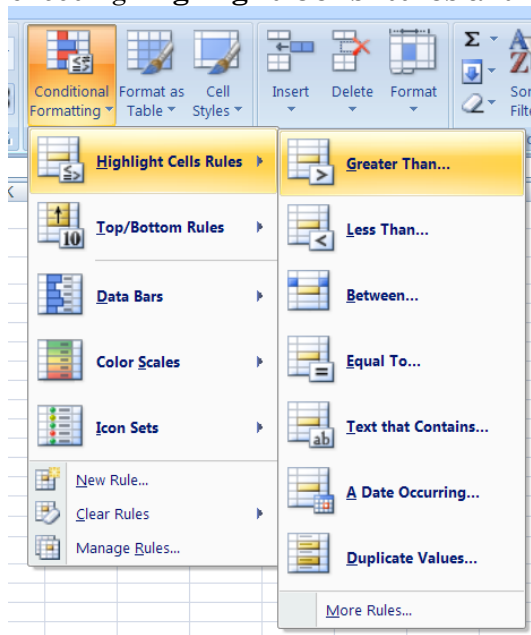 Conditional Formatting
Format as Table
Cell Styles
Insert
Delete
Format
Σ
Highlight Cells Rules
Top/Bottom Rules
10
Data Bars
Color Scales
Icon Sets
New Rule...
Clear Rules
Manage Rules...
Greater Than...
>
Less Than...
<
Between...
Equal To...
=
Text that Contains...
ab
A Date Occurring...
Duplicate Values...
More Rules...